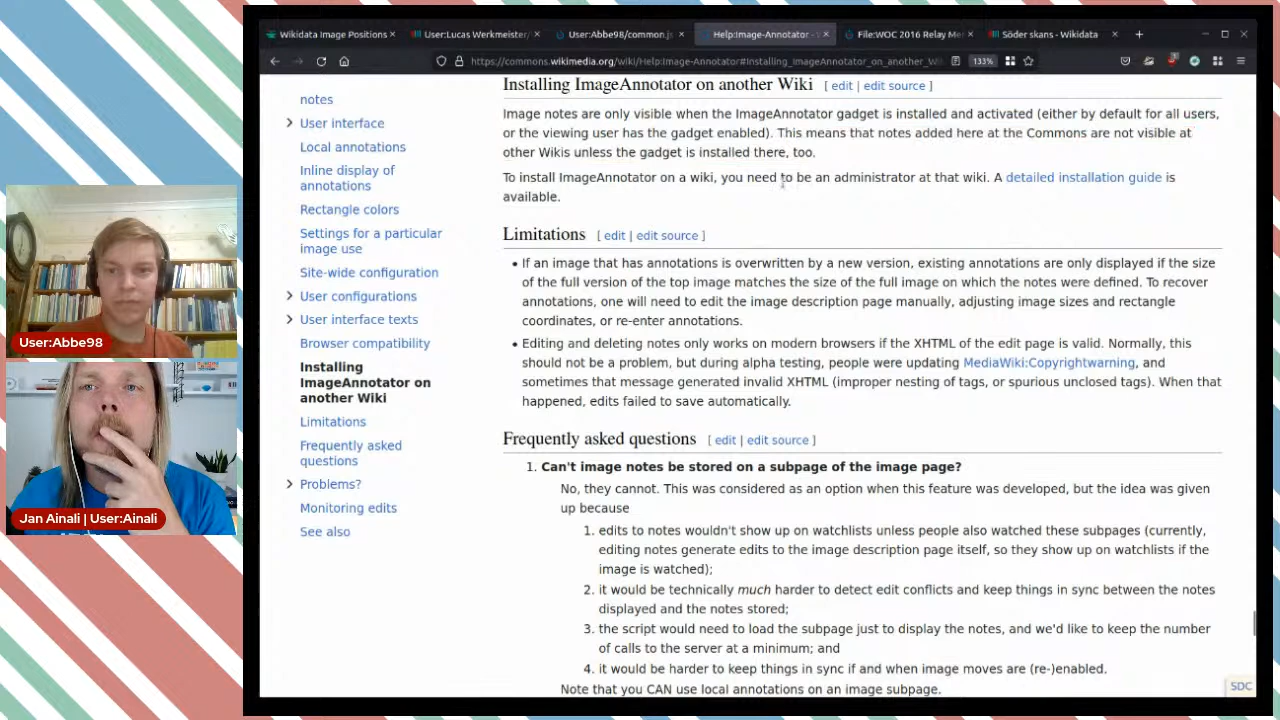 Wikidata Image Positions
User:Lucas Werkmeister/
User:Abbe98/common.js
Help:Image-Annotator -
File:WOC 2016 Relay Me
Söder skans - Wikidata
https://commons.wikimedia.org/wiki/Help:Image-Annotator#Installing_ImageAnnotator_on_another_Wi
133%
notes
User interface
Local annotations
Inline display of
annotations
Rectangle colors
Settings for a particular
image use
Site-wide configuration
User configurations
User interface texts
Browser compatibility
Installing
ImageAnnotator on
another Wiki
Limitations
Frequently asked
questions
Problems?
Monitoring edits
See also
Installing ImageAnnotator on another Wiki [ edit | edit source ]
Image notes are only visible when the ImageAnnotator gadget is installed and activated (either by default for all users,
or the viewing user has the gadget enabled). This means that notes added here at the Commons are not visible at
other Wikis unless the gadget is installed there, too.
To install ImageAnnotator on a wiki, you need to be an administrator at that wiki. A detailed installation guide is
available.
Limitations [ edit | edit source ]
• If an image that has annotations is overwritten by a new version, existing annotations are only displayed if the size
of the full version of the top image matches the size of the full image on which the notes were defined. To recover
annotations, one will need to edit the image description page manually, adjusting image sizes and rectangle
coordinates, or re-enter annotations.
• Editing and deleting notes only works on modern browsers if the XHTML of the edit page is valid. Normally, this
should not be a problem, but during alpha testing, people were updating MediaWiki:Copyrightwarning, and
sometimes that message generated invalid XHTML (improper nesting of tags, or spurious unclosed tags). When that
happened, edits failed to save automatically.
Frequently asked questions [ edit | edit source ]
1. Can't image notes be stored on a subpage of the image page?
No, they cannot. This was considered as an option when this feature was developed, but the idea was given
up because
1. edits to notes wouldn't show up on watchlists unless people also watched these subpages (currently,
editing notes generate edits to the image description page itself, so they show up on watchlists if the
image is watched);
2. it would be technically much harder to detect edit conflicts and keep things in sync between the notes
displayed and the notes stored;
3. the script would need to load the subpage just to display the notes, and we'd like to keep the number
of calls to the server at a minimum; and
4. it would be harder to keep things in sync if and when image moves are (re-)enabled.
Note that you CAN use local annotations on an image subpage.
SDC
User:Abbe98
Jan Ainali | User:Ainali